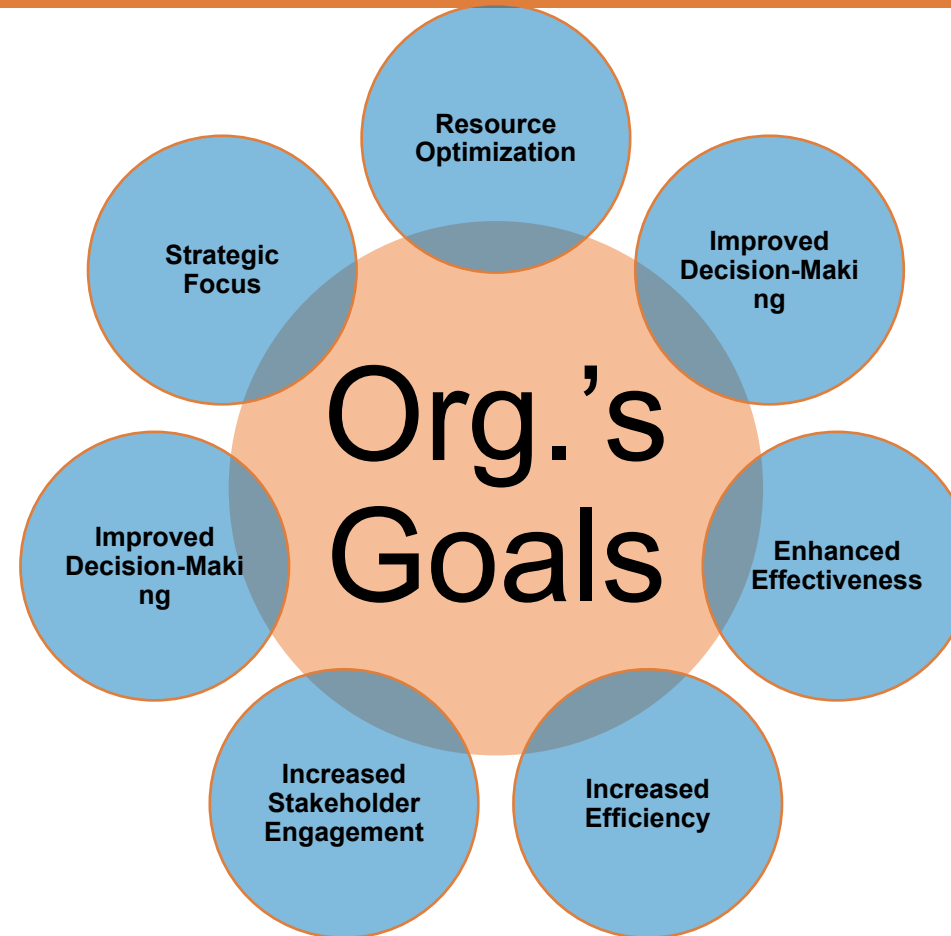 Resource
Optimization
Improved
Decision-Maki
ng
Enhanced
Effectiveness
Increased
Efficiency
Increased
Stakeholder
Engagement
Improved
Decision-Maki
ng
Strategic
Focus
Org.’s
Goals